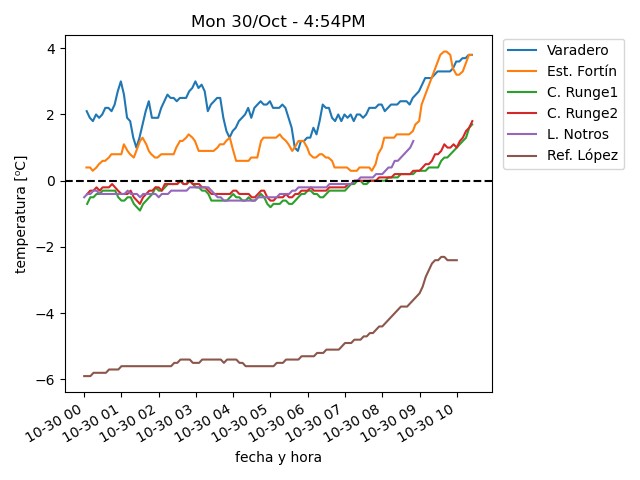 Mon 30/Oct - 4:54PM
temperatura [ºC]
4
2
0
−2
−4
−6
10-30 00
10-30 01
10-30 02
10-30 03
10-30 04
10-30 05
10-30 06
10-30 07
10-30 08
10-30 09
10-30 10
fecha y hora
Varadero
Est. Fortín
C. Runge1
C. Runge2
L. Notros
Ref. López